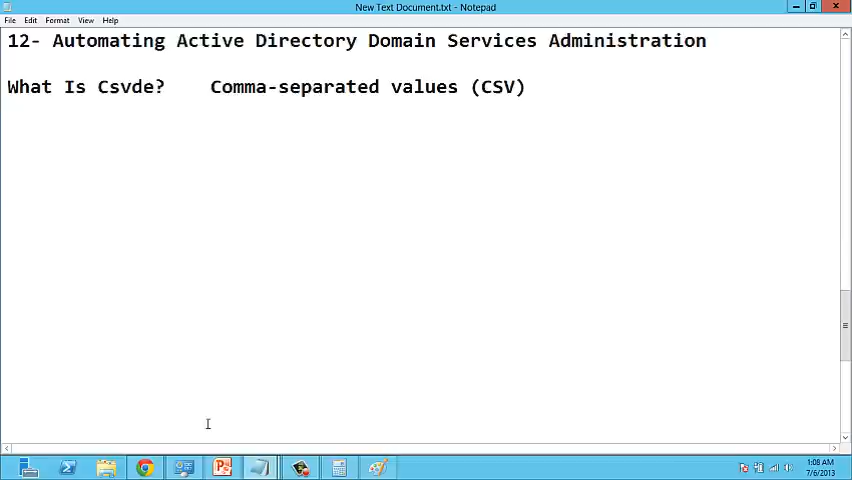 New Text Document.txt - Notepad
File Edit Format View Help
12- Automating Active Directory Domain Services Administration
What Is Csvde? Comma-separated values (CSV)
1:08 AM
7/6/2013